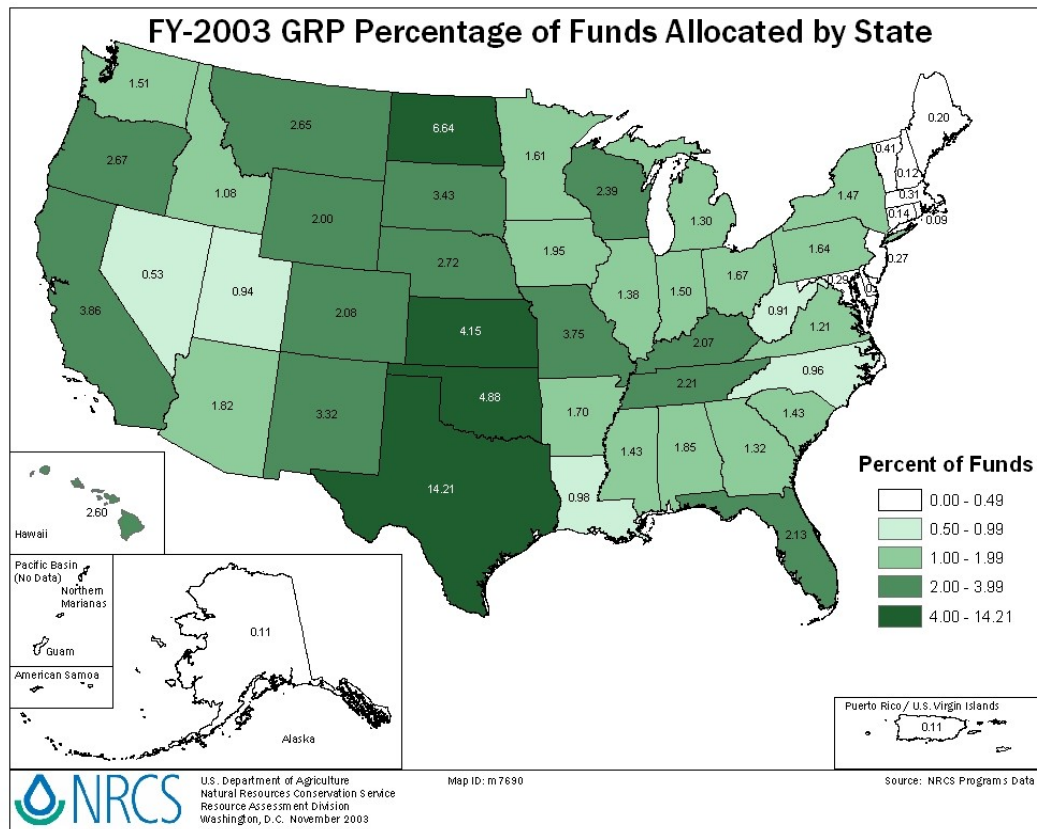 FY-2003 GRP Percentage of Funds Allocated by State
1.51
2.65
6.64
1.61
0.20
0.41
0.12
2.67
1.08
2.00
3.43
2.39
1.30
1.47
0.31
0.14
0.09
0.53
0.94
2.72
1.95
1.64
0.27
3.86
2.08
4.15
3.75
1.38
1.50
1.67
0.29
0.91
1.21
2.07
1.82
3.32
4.88
1.70
2.21
0.96
14.21
0.98
1.43
1.85
1.32
1.43
2.13
Percent of Funds
0.00 - 0.49
0.50 - 0.99
1.00 - 1.99
2.00 - 3.99
4.00 - 14.21
2.60
Hawaii
Pacific Basin
(No Data)
Northern
Marianas
Guam
American Samoa
0.11
Alaska
Puerto Rico / U.S. Virgin Islands
0.11
NRCS
U.S. Department of Agriculture
Natural Resources Conservation Service
Resource Assessment Division
Washington, D.C. November 2003
Map ID: m7690
Source: NRCS Programs Data